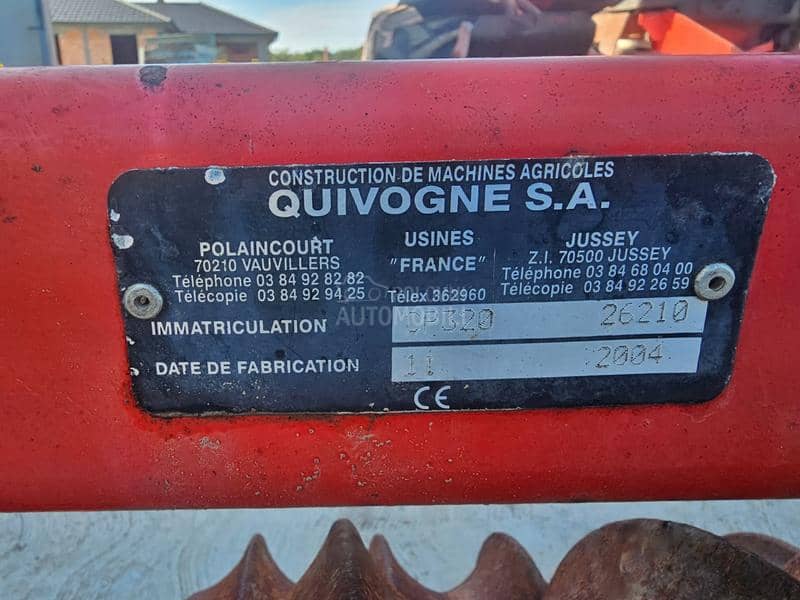 CONSTRUCTION DE MACHINES AGRICOLES
QUIVOGNE S.A.
POLAINCOURT
70210 VAUVILLERS
Téléphone 03 84 92 82 82
Télécopie 03 84 92 94 25
USINES
"FRANCE"
Télex 362960
JUSSEY
Z.I. 70500 JUSSEY
Téléphone 03 84 68 04 00
Télécopie 03 84 92 26 59
IMMATRICULATION 26210
DATE DE FABRICATION 11 2004
CE